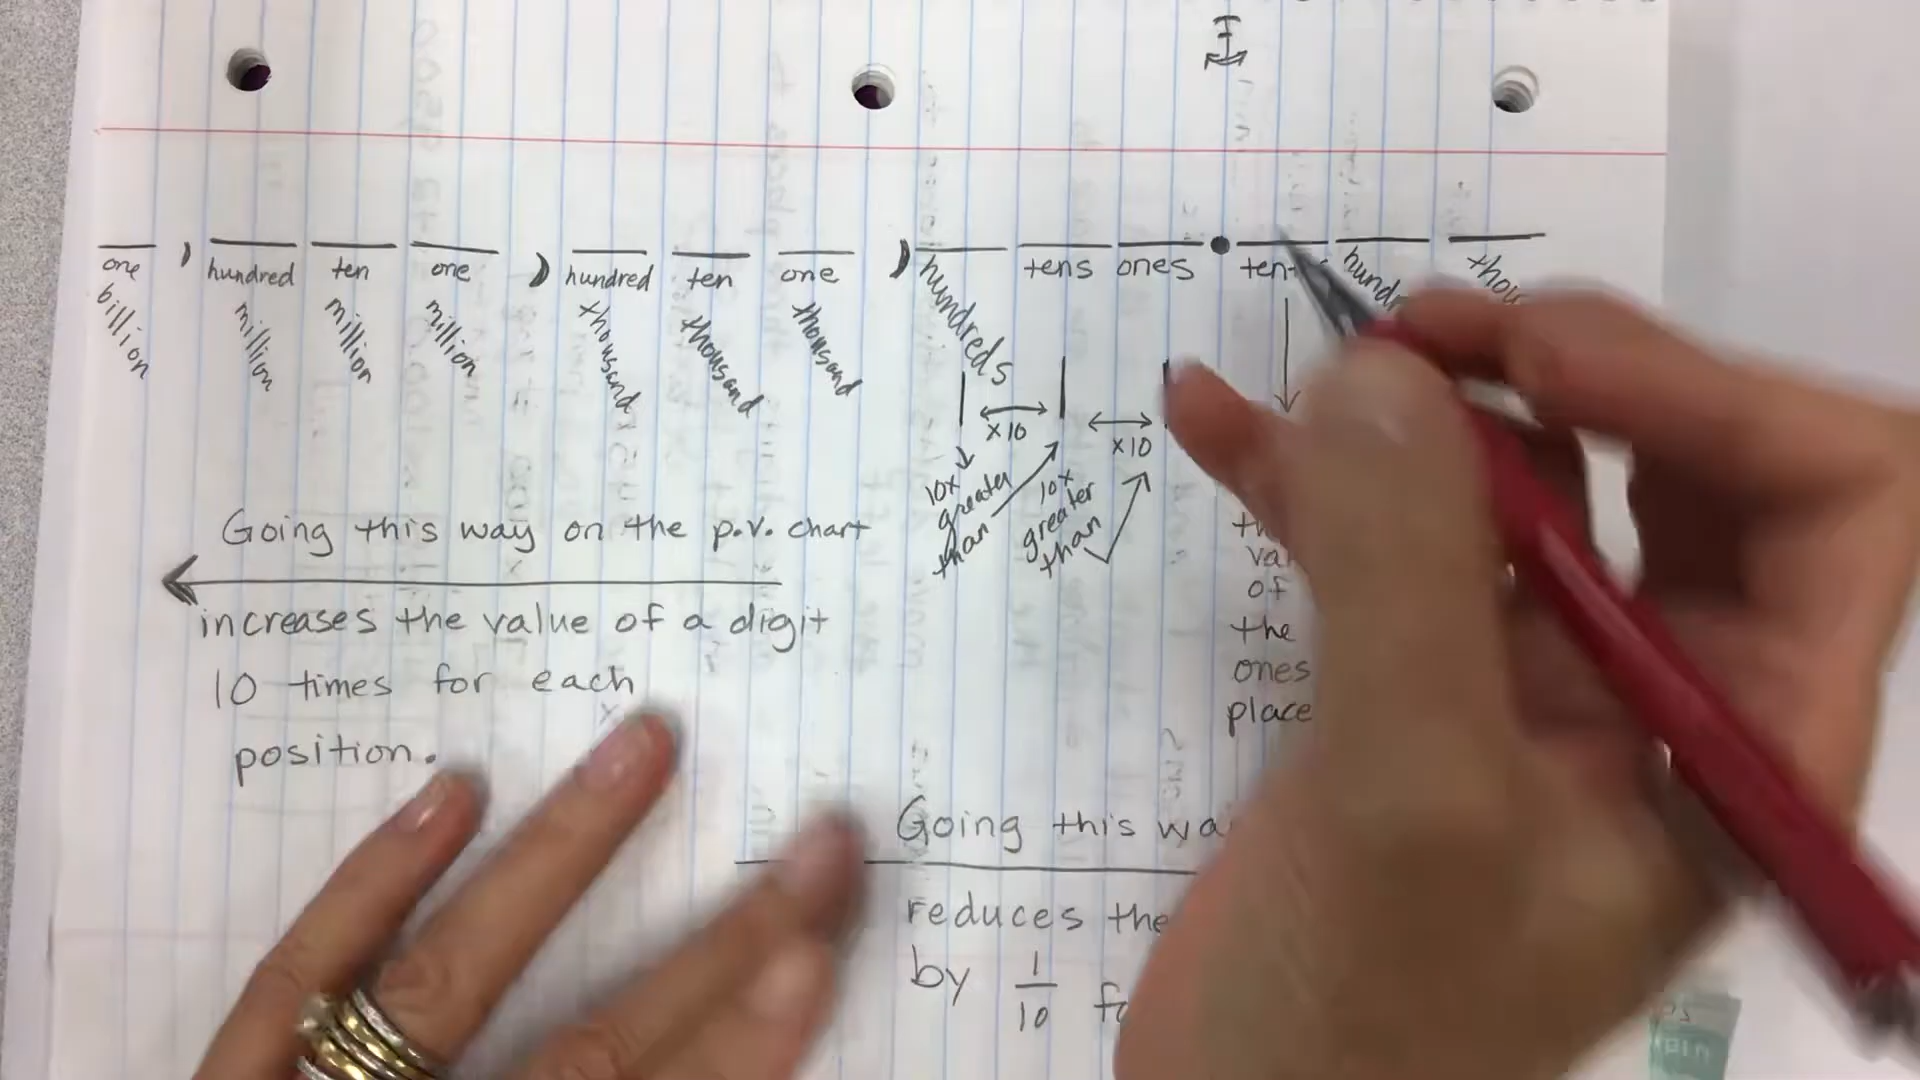 one , hundred ten one , hundred ten one , hundreds tens ones .
billion million million million thousand thousand thousand
x10 x10
10x greater than
10x greater than
of
the
ones
place
Going this way on the p.v. chart
increases the value of a digit
10 times for each
position.
Going this
reduces the
by 1/10